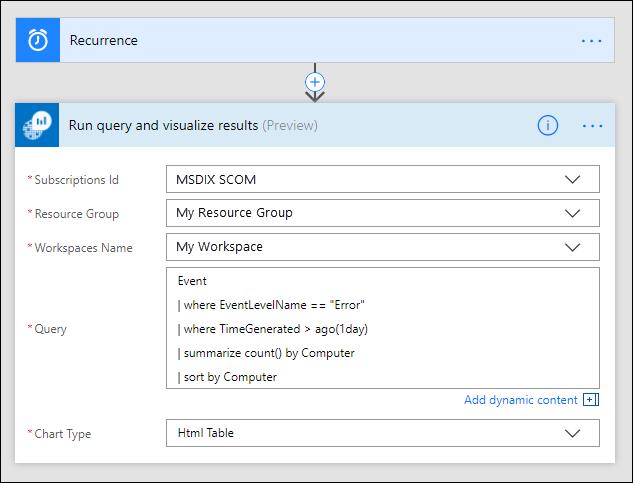 Recurrence
Run query and visualize results (Preview)
*Subscriptions Id
MSDIX SCOM
*Resource Group
My Resource Group
*Workspaces Name
My Workspace
*Query
Event
| where EventLevelName == "Error"
| where TimeGenerated > ago(1day)
| summarize count() by Computer
| sort by Computer
Add dynamic content
*Chart Type
Html Table